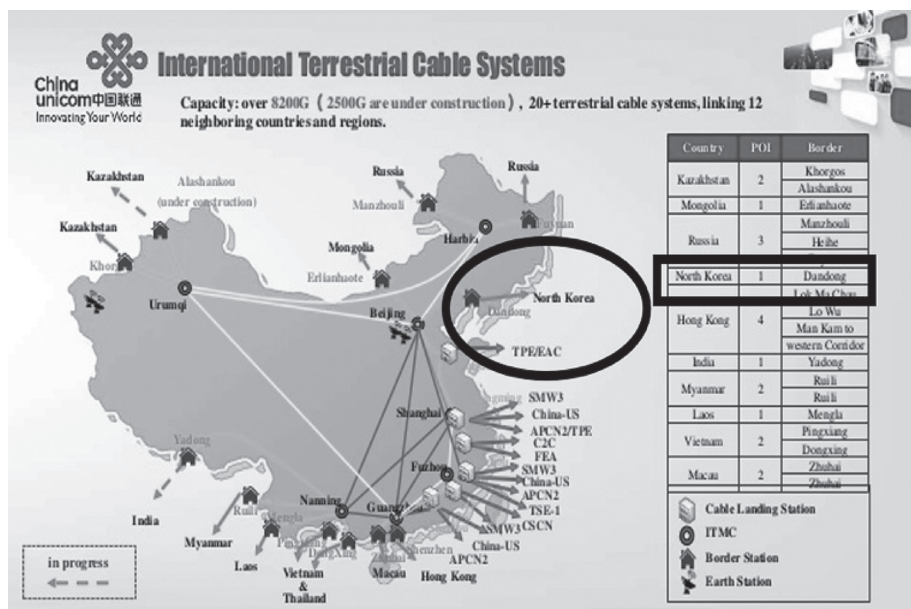 China
unicom中国联通
Innovating Your World
International Terrestrial Cable Systems
Capacity: over 8200G ( 2500G are under construction ) , 20+ terrestrial cable systems, linking 12
neighboring countries and regions.
Kazakhstan
Alashankou
(under construction)
Kazakhstan
Khor
Urumqi
Russia
Manzhouli
Russia
Fuyuan
Harbin
Mongolia
Erlianhaote
Beijing
North Korea
Dandong
TPE/EAC
Shanghai
SMW3
China-US
APCN2/TPE
C2C
FEA
Fuzhou
SMW3
China-US
APCN2
TSE-1
CSCN
SMW3
China-US
APCN2
Yadong
India
Ruili
Myanmar
Mengla
Laos
Nanning
DongXing
Vietnam
&
Thailand
Guangz
Zhuhai
Macau
Shenzhen
Hong Kong
in progress
Country POI Border
Kazakhstan 2 Khorgos
Alashankou
Mongolia 1 Erlianhaote
Russia 3 Manzhouli
Heihe
North Korea 1 Dandong
Hong Kong 4 Lok Ma Chau
Lo Wu
Man Kam to
western Corridor
India 1 Yadong
Myanmar 2 Ruili
Ruili
Laos 1 Mengla
Vietnam 2 Pingxiang
Dongxing
Macau 2 Zhuhai
Zhuhai
Cable Landing Station
ITMC
Border Station
Earth Station